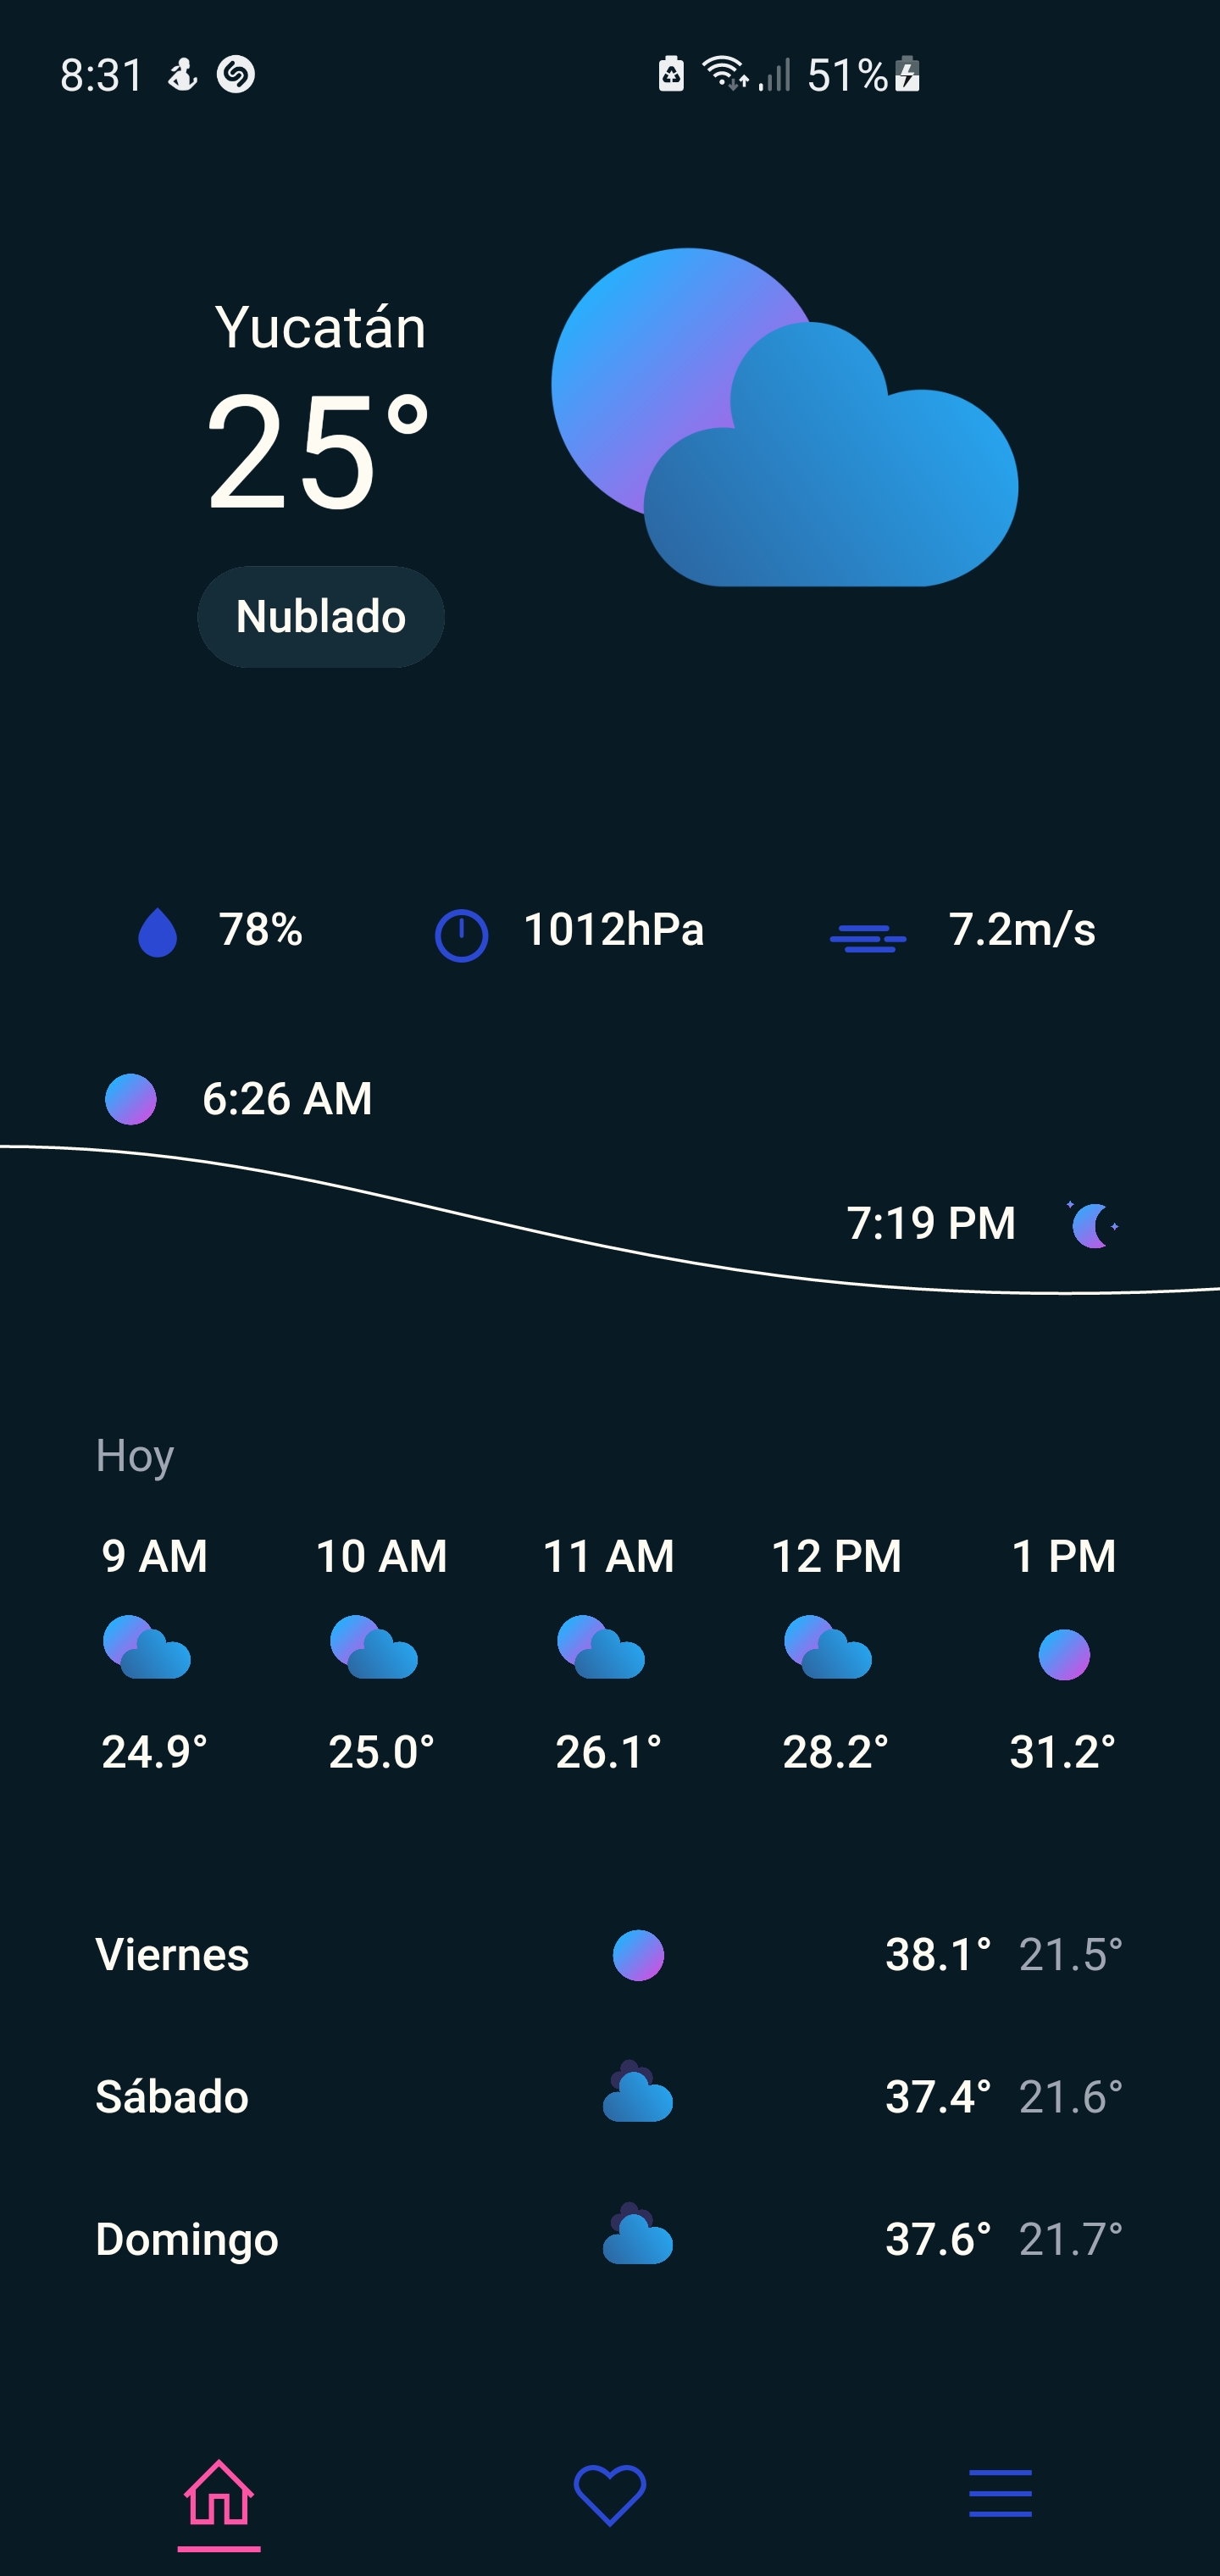 8:31 51%
Yucatán
25°
Nublado
78% 1012hPa 7.2m/s
6:26 AM
7:19 PM
Hoy
9 AM 10 AM 11 AM 12 PM 1 PM
24.9° 25.0° 26.1° 28.2° 31.2°
Viernes 38.1° 21.5°
Sábado 37.4° 21.6°
Domingo 37.6° 21.7°